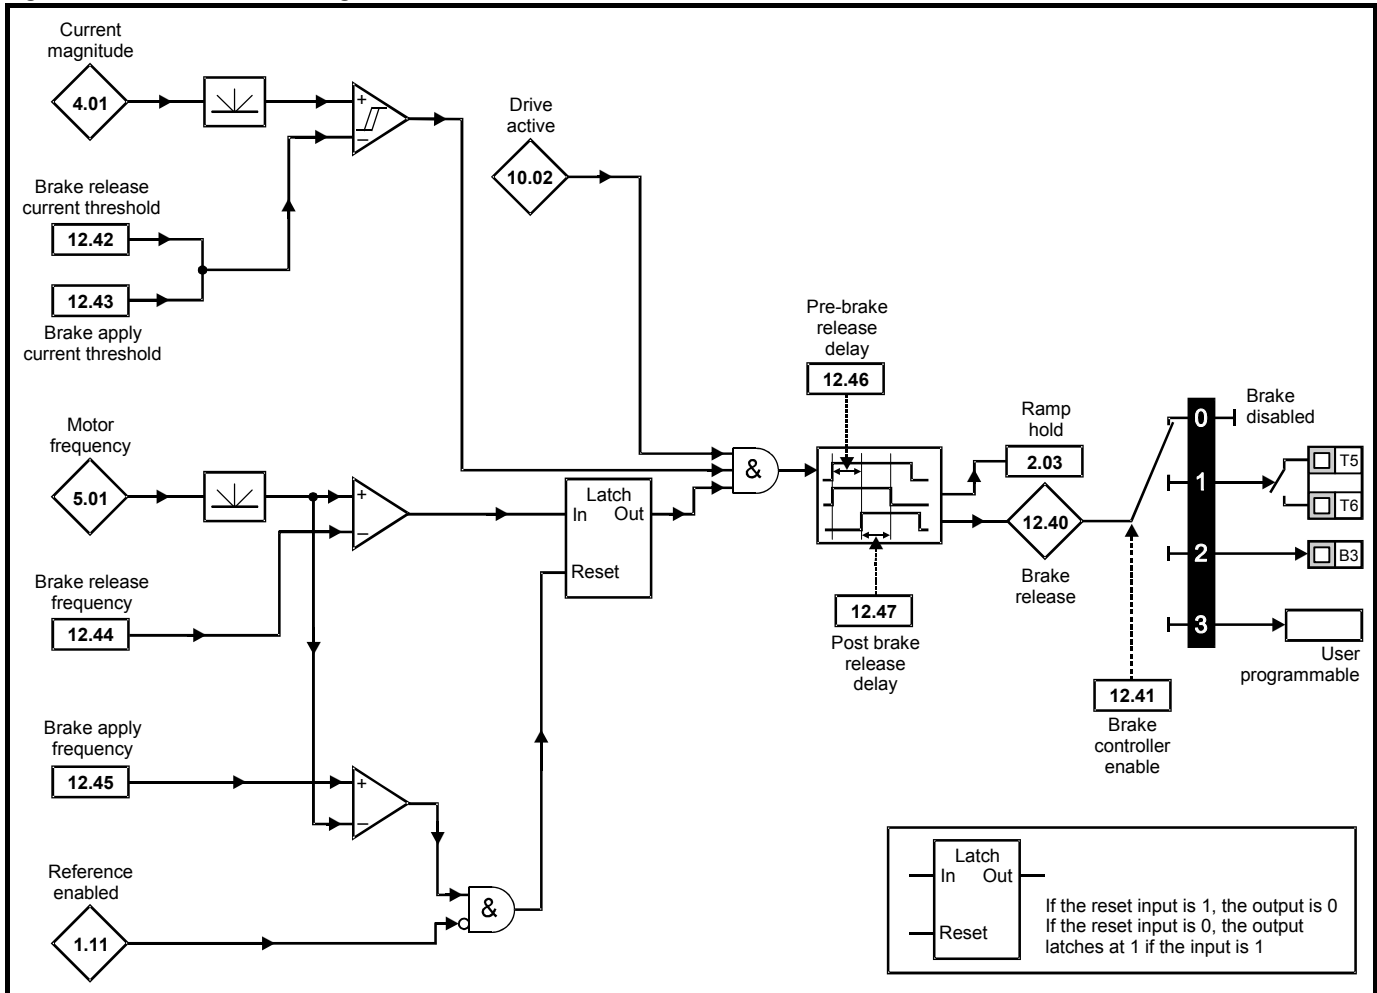 Current
magnitude
4.01
+
−
Brake release
current threshold
12.42
12.43
Brake apply
current threshold
Drive
active
10.02
Motor
frequency
5.01
+
−
Brake release
frequency
12.44
Latch
In Out
Reset
&
Pre-brake
release
delay
12.46
12.47
Post brake
release
delay
Ramp
hold
2.03
12.40
Brake
release
0
Brake
disabled
1
T5
T6
2
B3
3
User
programmable
12.41
Brake
controller
enable
Brake apply
frequency
12.45
+
−
Reference
enabled
1.11
&
Latch
In Out
Reset
If the reset input is 1, the output is 0
If the reset input is 0, the output
latches at 1 if the input is 1